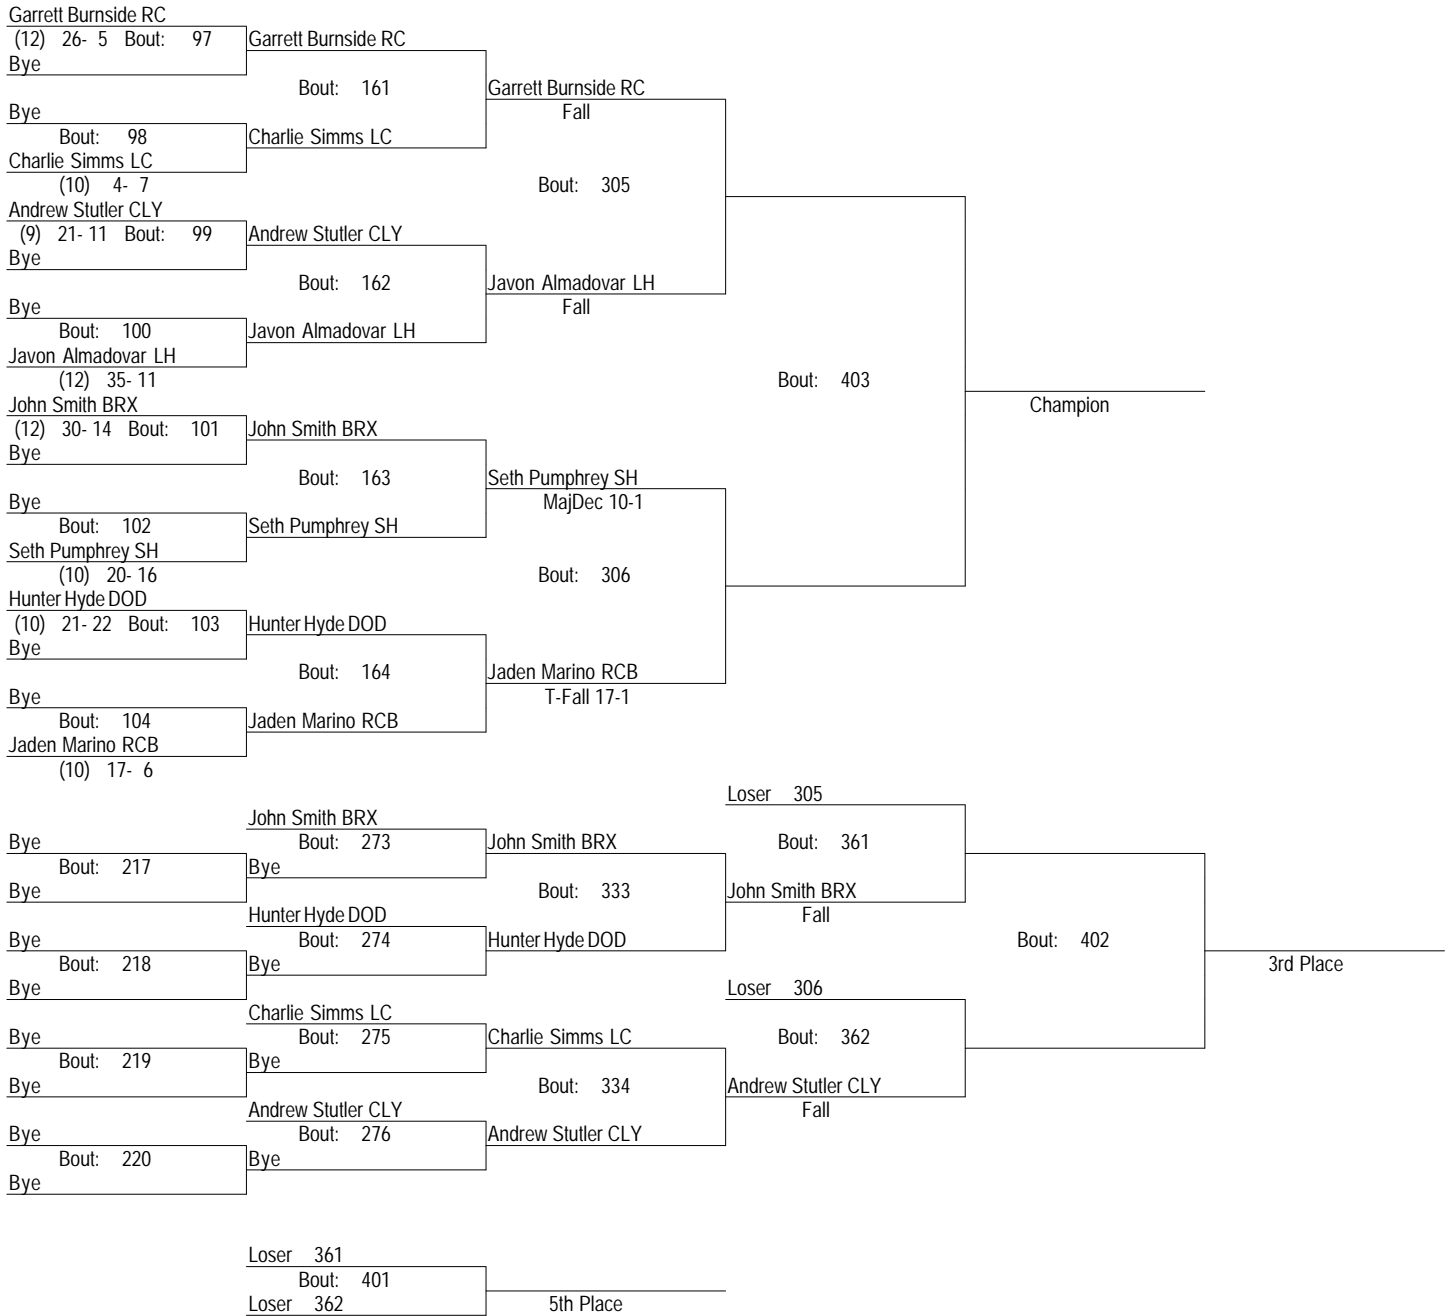 Garrett Burnside RC
(12) 26- 5 Bout: 97 Garrett Burnside RC
Bye
Bout: 161 Garrett Burnside RC
Bye Fall
Bout: 98 Charlie Simms LC
Charlie Simms LC
(10) 4- 7 Bout: 305
Andrew Stutler CLY
(9) 21- 11 Bout: 99 Andrew Stutler CLY
Bye
Bout: 162 Javon Almadovar LH
Bye Fall
Bout: 100 Javon Almadovar LH
Javon Almadovar LH
(12) 35- 11 Bout: 403
John Smith BRX Champion
(12) 30- 14 Bout: 101 John Smith BRX
Bye
Bout: 163 Seth Pumphrey SH
Bye MajDec 10-1
Bout: 102 Seth Pumphrey SH
Seth Pumphrey SH
(10) 20- 16 Bout: 306
Hunter Hyde DOD
(10) 21- 22 Bout: 103 Hunter Hyde DOD
Bye
Bout: 164 Jaden Marino RCB
Bye T-Fall 17-1
Bout: 104 Jaden Marino RCB
Jaden Marino RCB
(10) 17- 6
Loser 305
John Smith BRX
Bye Bout: 273 John Smith BRX Bout: 361
Bout: 217 Bye
Bye Bout: 333 John Smith BRX
Hunter Hyde DOD Fall
Bye Bout: 274 Hunter Hyde DOD Bout: 402
Bout: 218 Bye 3rd Place
Bye Loser 306
Charlie Simms LC
Bye Bout: 275 Charlie Simms LC Bout: 362
Bout: 219 Bye
Bye Bout: 334 Andrew Stutler CLY
Andrew Stutler CLY Fall
Bye Bout: 276 Andrew Stutler CLY
Bout: 220 Bye
Bye
Loser 361
Bout: 401
Loser 362 5th Place